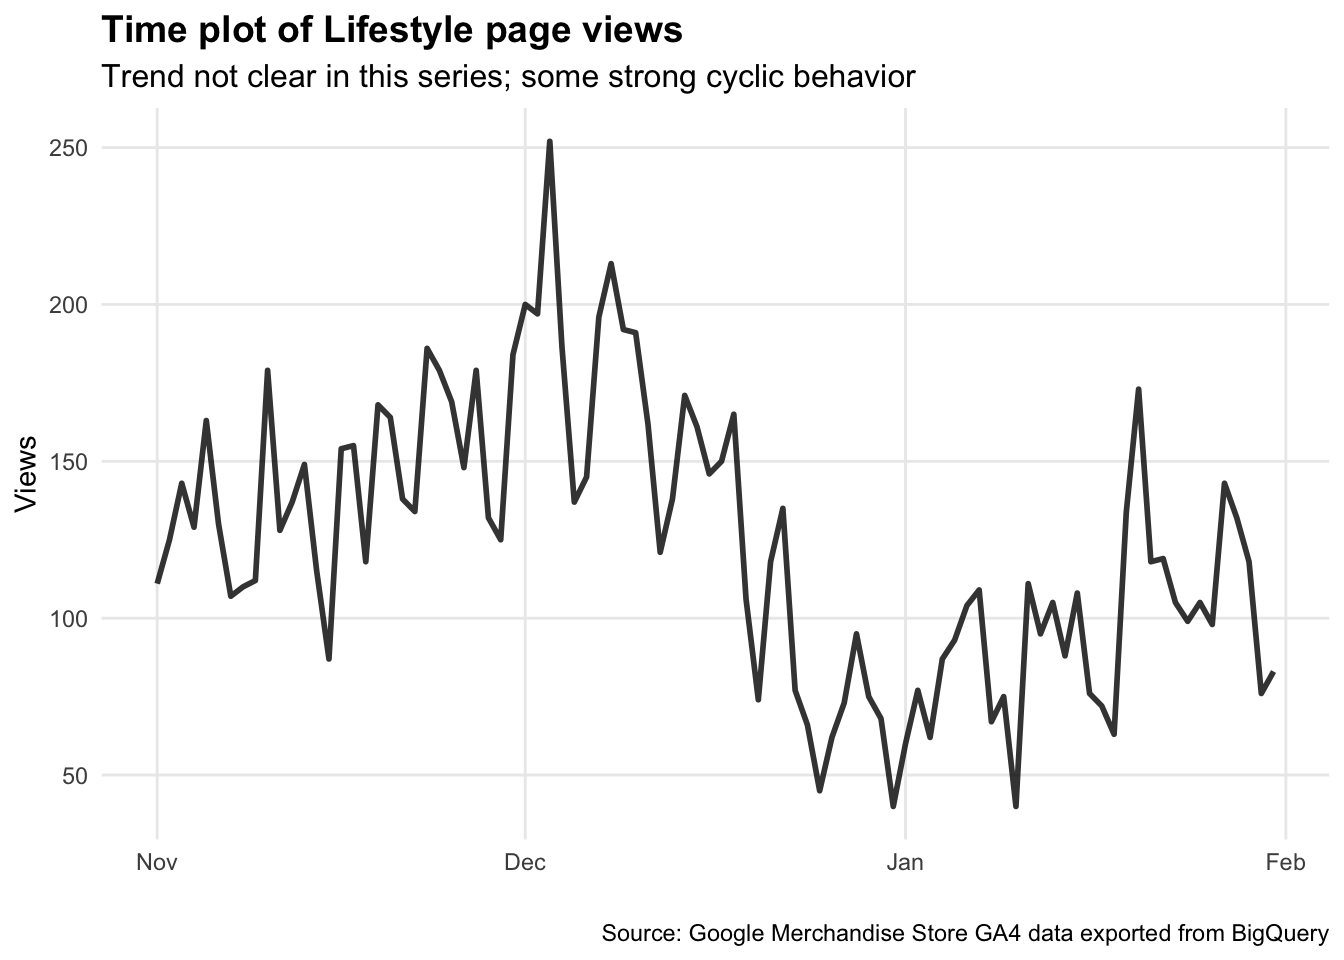 Time plot of Lifestyle page views
Trend not clear in this series; some strong cyclic behavior
250
200
150
100
50
Views
Nov
Dec
Jan
Feb
Source: Google Merchandise Store GA4 data exported from BigQuery